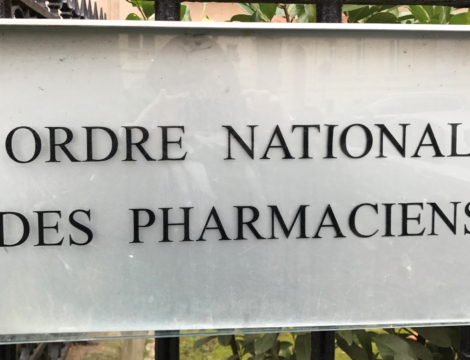 ORDRE NATIONAL
DES PHARMACIENS